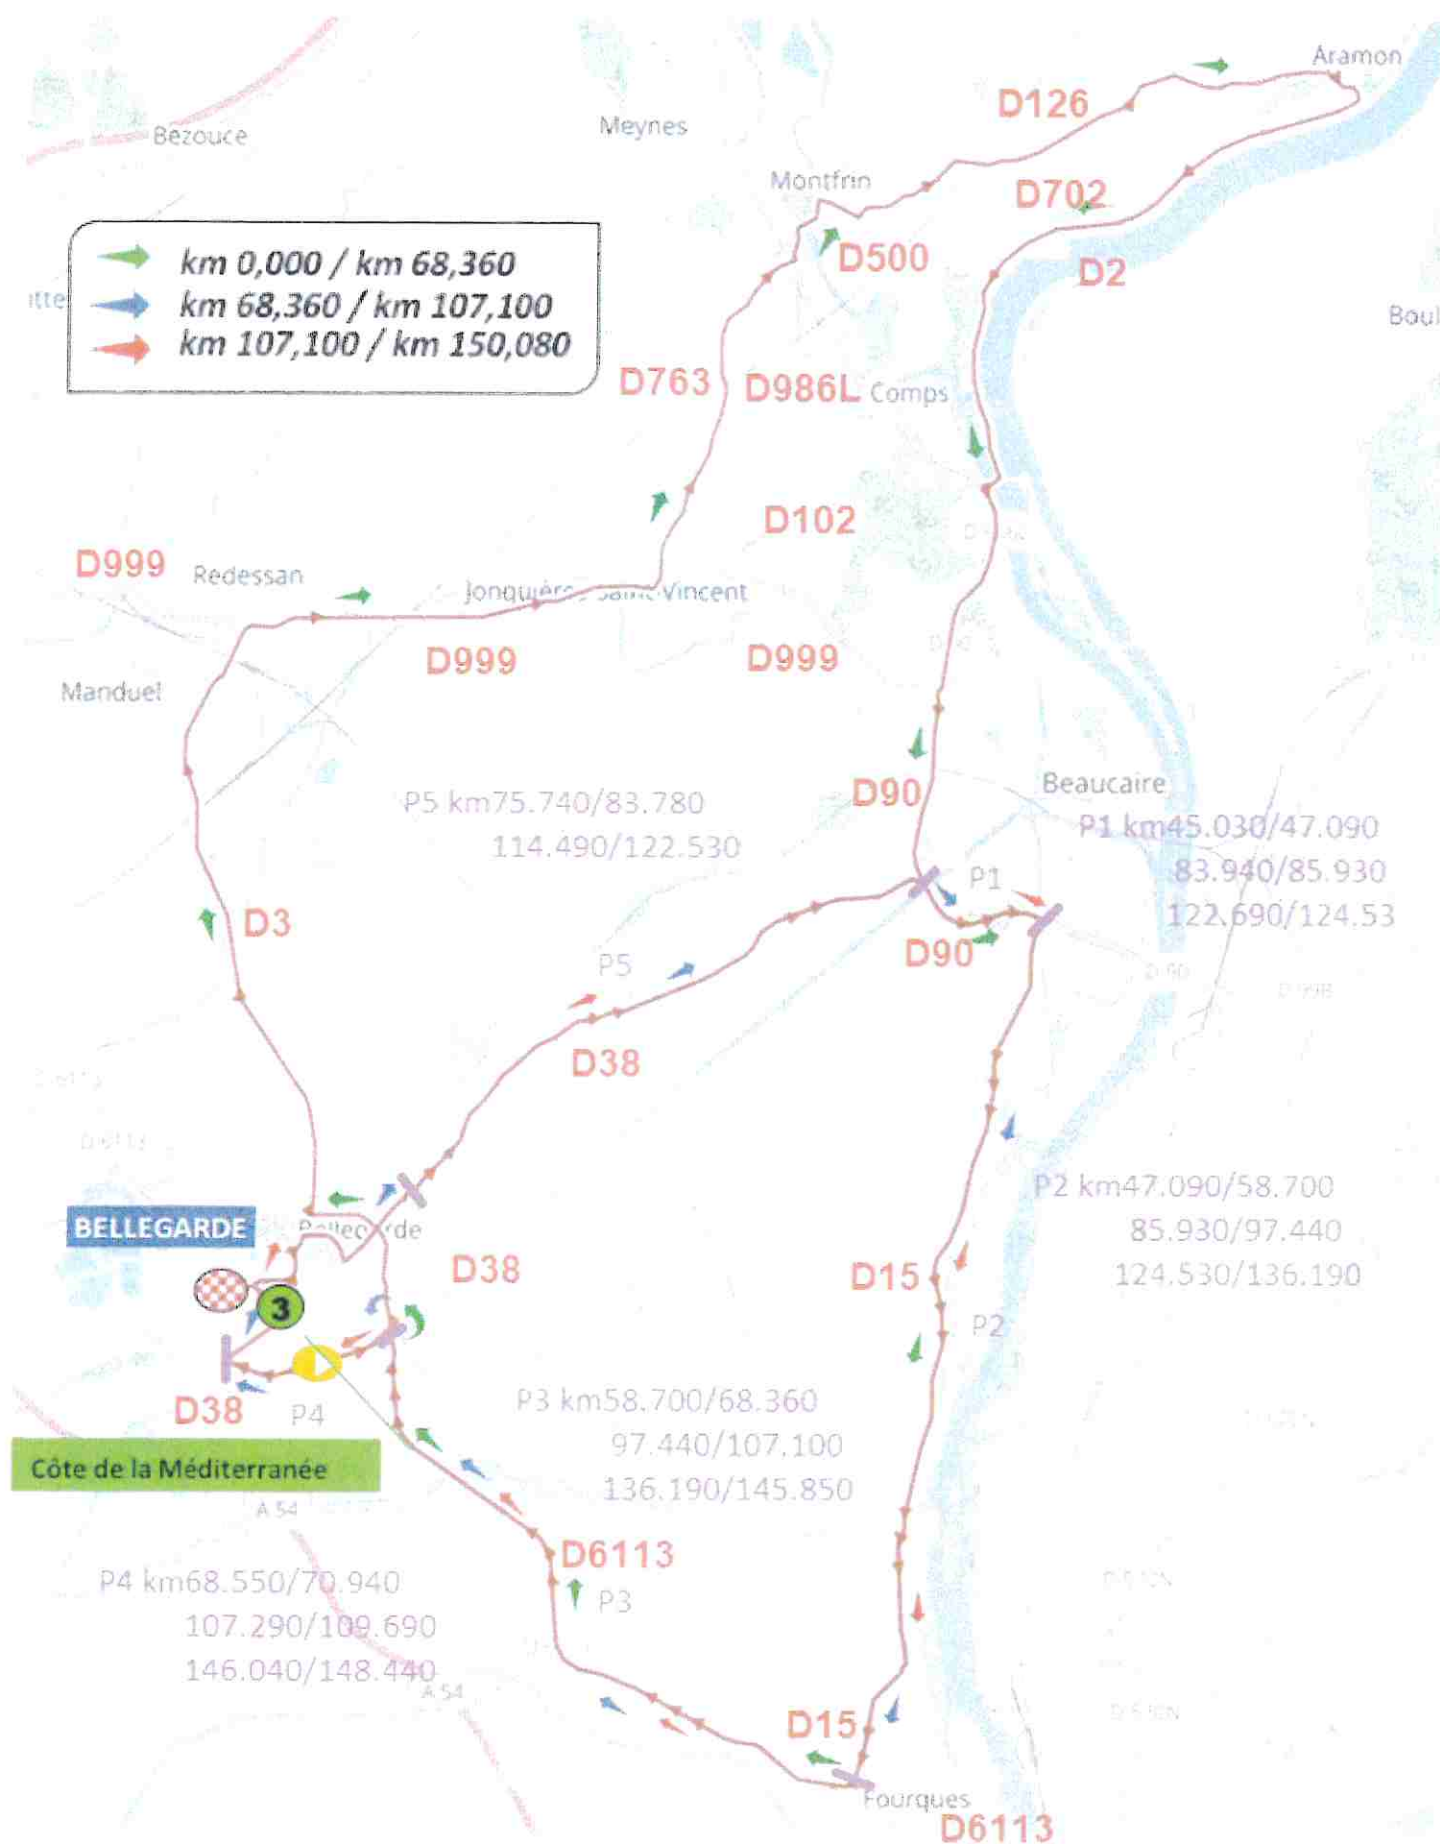 Aramon
D126
Bezouce
Meynes
Montfrin
D702
D500
D2
km 0,000 / km 68,360
km 68,360 / km 107,100
km 107,100 / km 150,080
Boul
D763
D986L
Comps
D102
D999
Redessan
D999
D999
Manduel
P5 km75.740/83.780
114.490/122.530
D90
Beaucaire
P1 km45.030/47.090
83.940/85.930
122.690/124.53
P1
D3
D90
P5
D 90
D38
P2 km47.090/58.700
85.930/97.440
124.530/136.190
BELLEGARDE
Bellegarde
D38
D15
3
P2
D38
P4
P3 km58.700/68.360
97.440/107.100
136.190/145.850
Côte de la Méditerranée
A 54
D6113
P3
P4 km68.550/70.940
107.290/109.690
146.040/148.440
A 54
D15
Fourques
D6113